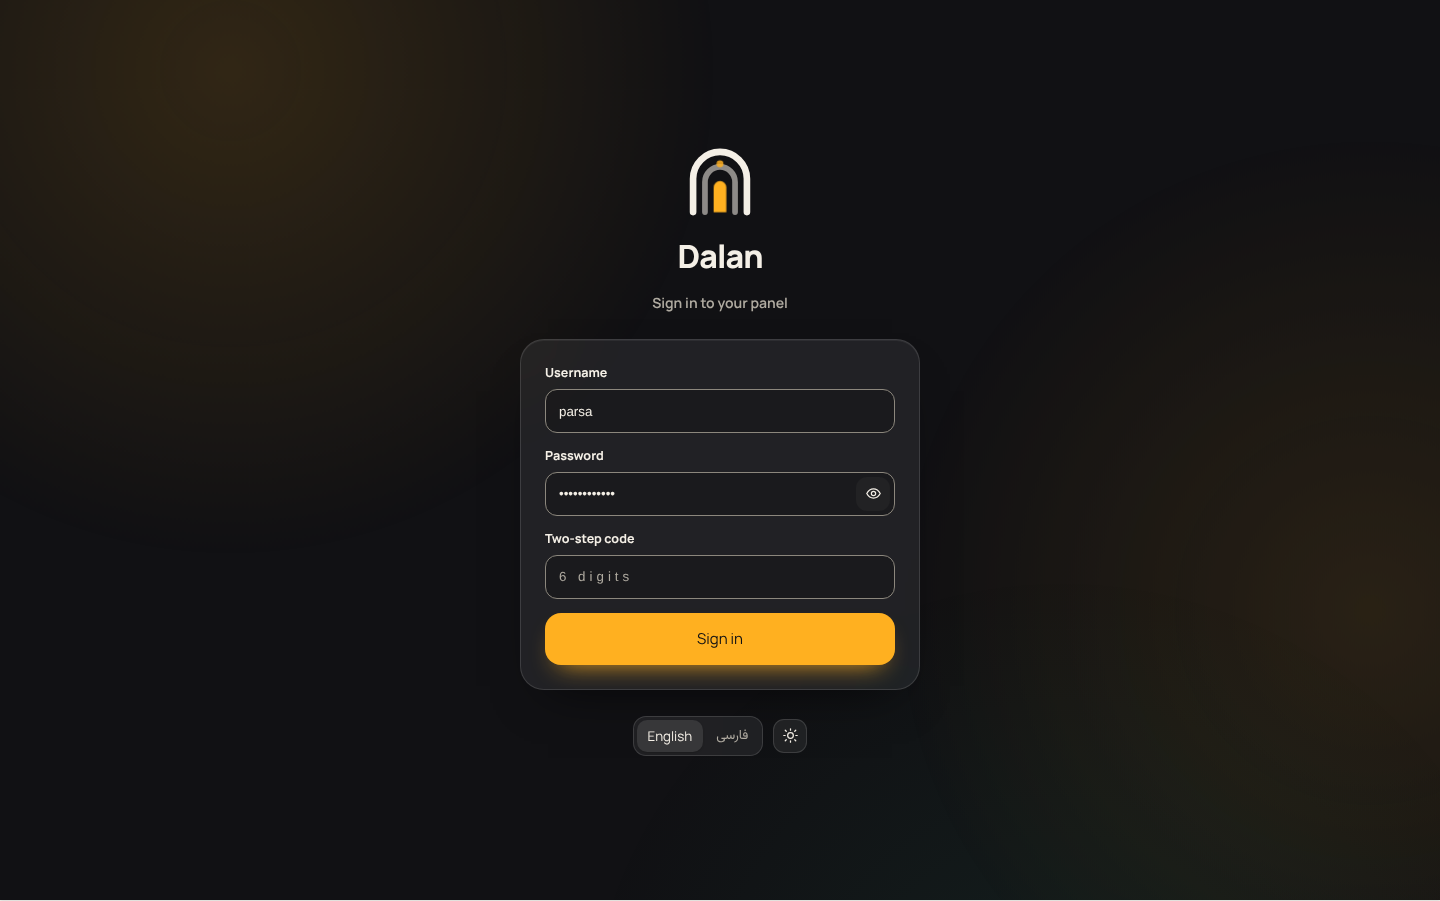 Dalan
Sign in to your panel
Username
parsa
Password
••••••••••••
Two-step code
6 digits
Sign in
English فارسی